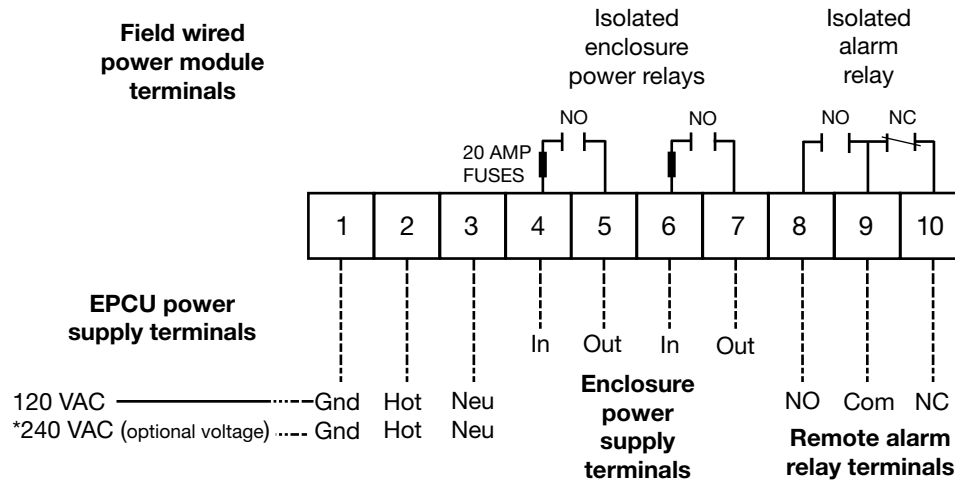 Field wired
power module
terminals
Isolated
enclosure
power relays
Isolated
alarm
relay
NO
NO
NO
NC
20 AMP
FUSES
1 2 3 4 5 6 7 8 9 10
EPCU power
supply terminals
In Out In Out
Enclosure
power
supply
terminals
120 VAC Gnd Hot Neu
*240 VAC (optional voltage) Gnd Hot Neu
NO Com NC
Remote alarm
relay terminals